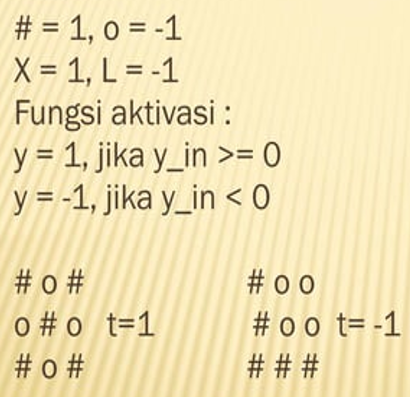 # = 1, o = -1
X = 1, L = -1
Fungsi aktivasi :
y = 1, jika y_in >= 0
y = -1, jika y_in < 0
# o # # o o
o # o t=1 # o o t= -1
# o # # # #